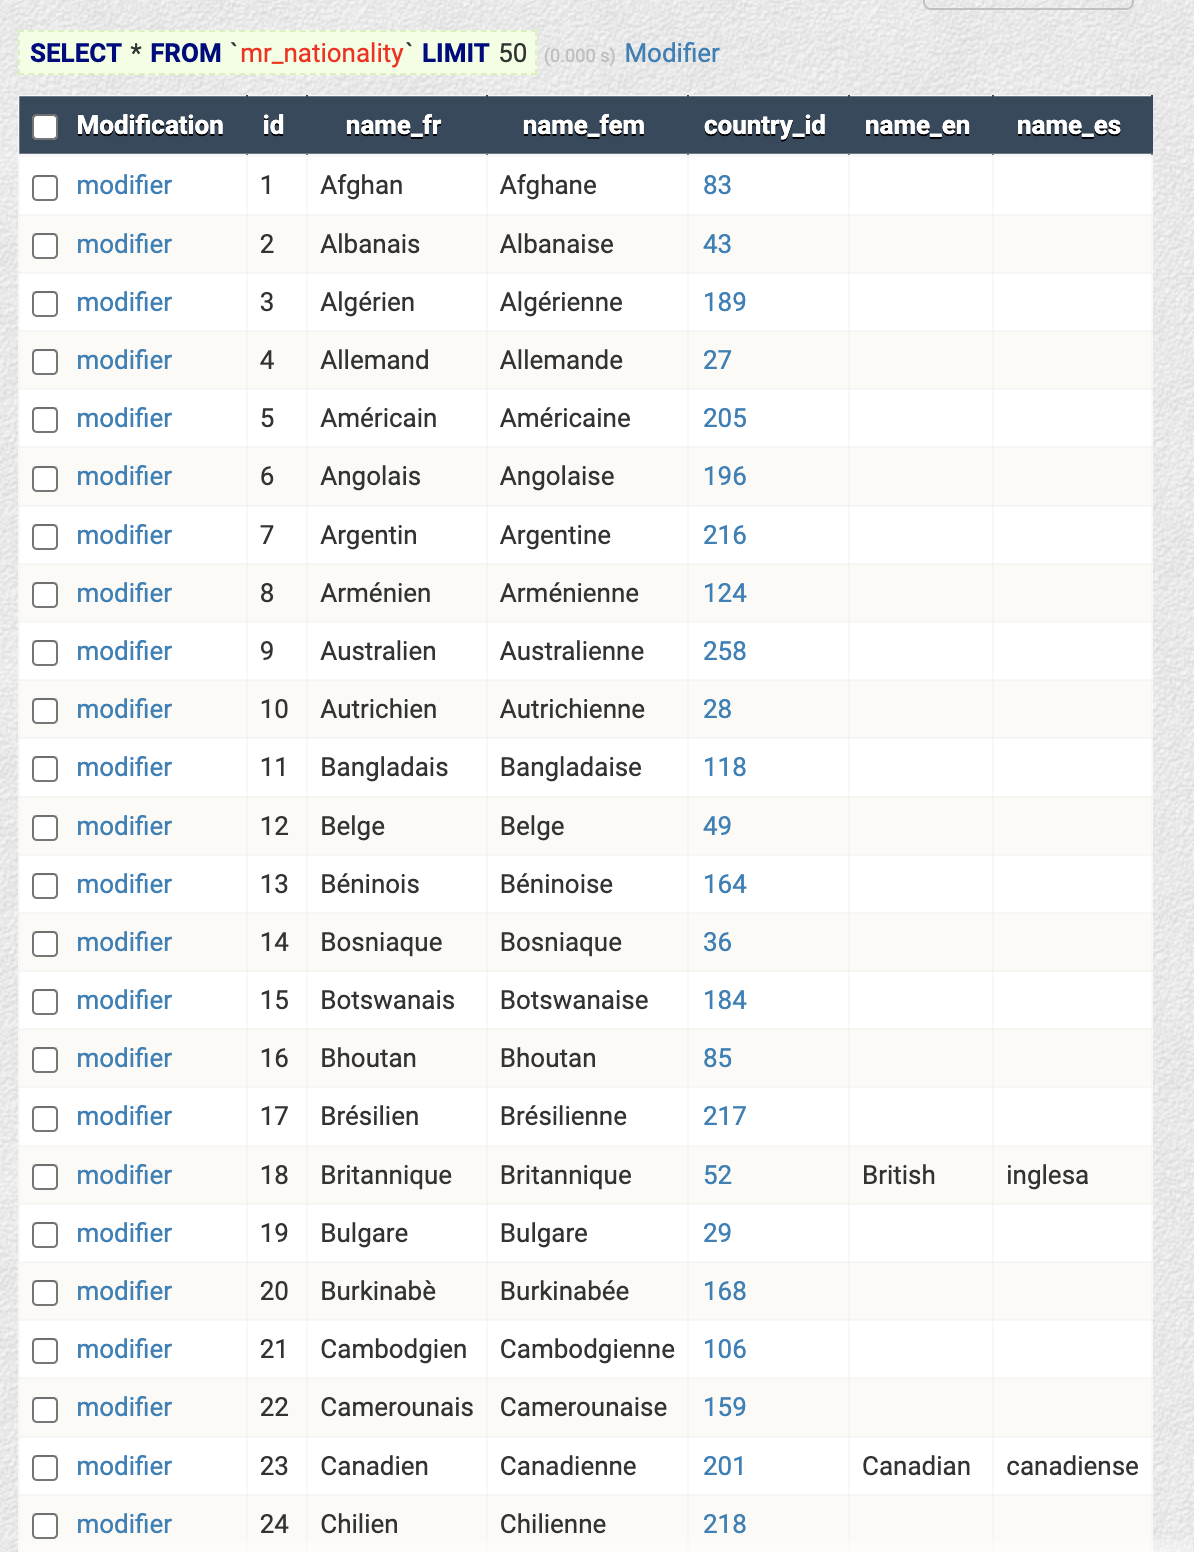 SELECT * FROM `mr_nationality` LIMIT 50 (0.000 s) Modifier
Modification id name_fr name_fem country_id name_en name_es
modifier 1 Afghan Afghane 83
modifier 2 Albanais Albanaise 43
modifier 3 Algérien Algérienne 189
modifier 4 Allemand Allemande 27
modifier 5 Américain Américaine 205
modifier 6 Angolais Angolaise 196
modifier 7 Argentin Argentine 216
modifier 8 Arménien Arménienne 124
modifier 9 Australien Australienne 258
modifier 10 Autrichien Autrichienne 28
modifier 11 Bangladais Bangladaise 118
modifier 12 Belge Belge 49
modifier 13 Béninois Béninoise 164
modifier 14 Bosniaque Bosniaque 36
modifier 15 Botswanais Botswanaise 184
modifier 16 Bhoutan Bhoutan 85
modifier 17 Brésilien Brésilienne 217
modifier 18 Britannique Britannique 52 British inglesa
modifier 19 Bulgare Bulgare 29
modifier 20 Burkinabè Burkinabée 168
modifier 21 Cambodgien Cambodgienne 106
modifier 22 Camerounais Camerounaise 159
modifier 23 Canadien Canadienne 201 Canadian canadiense
modifier 24 Chilien Chilienne 218